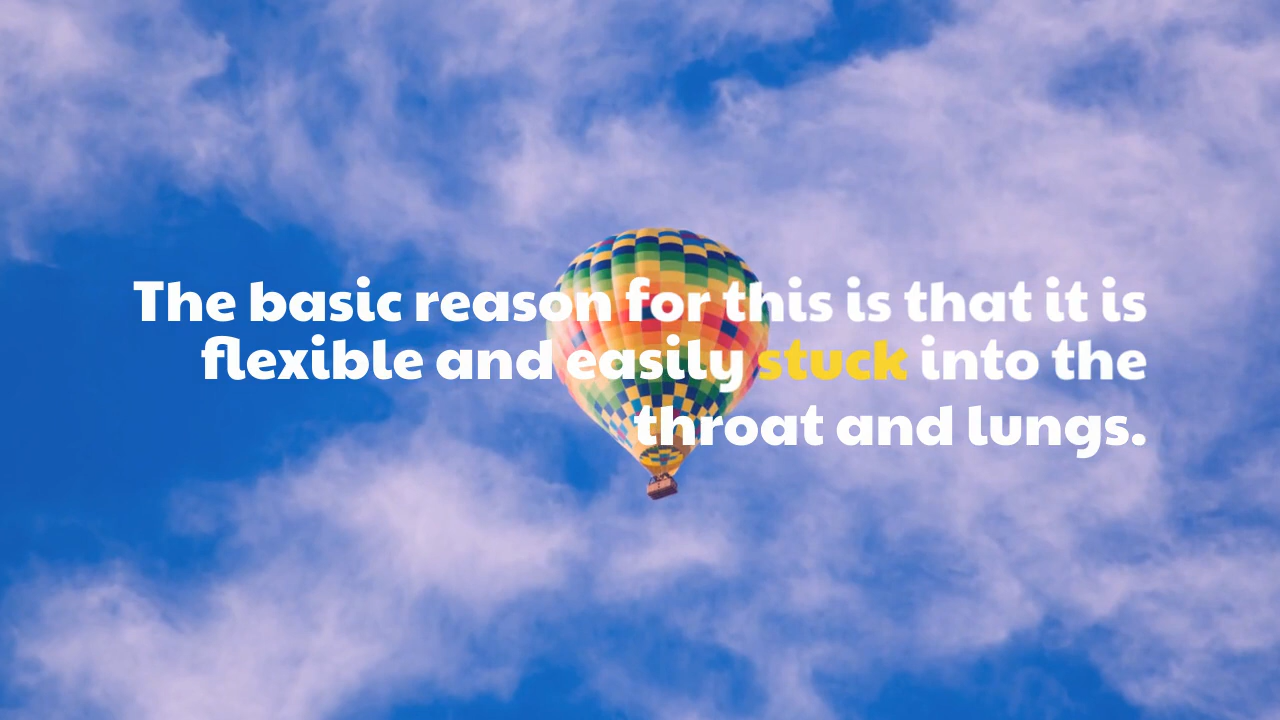 The basic reason for this is that it is
flexible and easily stuck into the
throat and lungs.